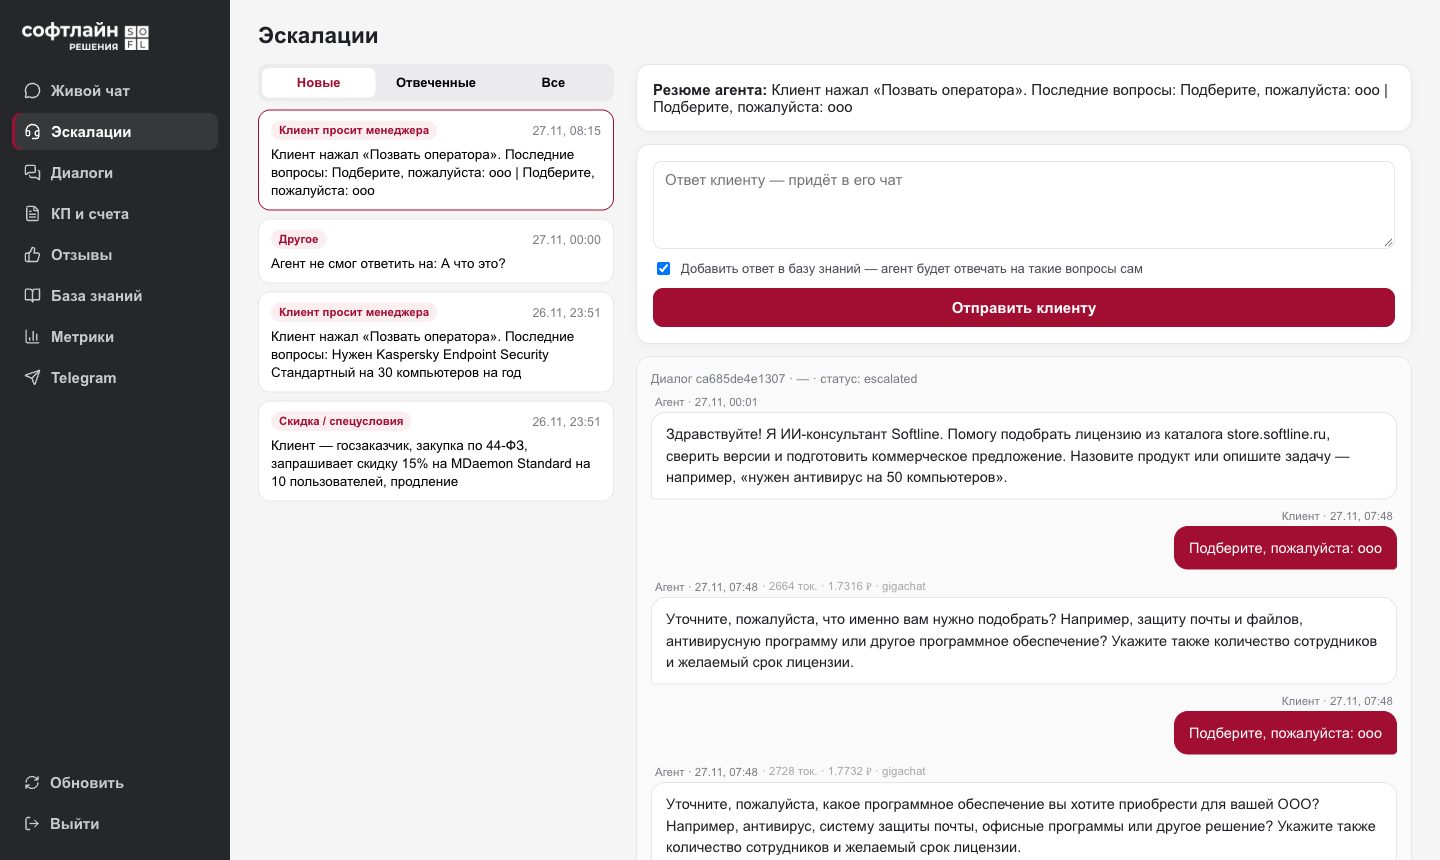 софтлайн
решения
SOFL
Живой чат
Эскалации
Диалоги
КП и счета
Отзывы
База знаний
Метрики
Telegram
Обновить
Выйти
Эскалации
Новые Отвеченные Все
Клиент просит менеджера 27.11, 08:15
Клиент нажал «Позвать оператора». Последние
вопросы: Подберите, пожалуйста: ооо | Подберите,
пожалуйста: ооо
Другое 27.11, 00:00
Агент не смог ответить на: А что это?
Клиент просит менеджера 26.11, 23:51
Клиент нажал «Позвать оператора». Последние
вопросы: Нужен Kaspersky Endpoint Security
Стандартный на 30 компьютеров на год
Скидка / спецусловия 26.11, 23:51
Клиент — госзаказчик, закупка по 44-ФЗ,
запрашивает скидку 15% на MDaemon Standard на
10 пользователей, продление
Резюме агента: Клиент нажал «Позвать оператора». Последние вопросы: Подберите, пожалуйста: ооо |
Подберите, пожалуйста: ооо
Ответ клиенту — придёт в его чат
Добавить ответ в базу знаний — агент будет отвечать на такие вопросы сам
Отправить клиенту
Диалог ca685de4e1307 · — · статус: escalated
Агент · 27.11, 00:01
Здравствуйте! Я ИИ-консультант Softline. Помогу подобрать лицензию из каталога store.softline.ru,
сверить версии и подготовить коммерческое предложение. Назовите продукт или опишите задачу —
например, «нужен антивирус на 50 компьютеров».
Клиент · 27.11, 07:48
Подберите, пожалуйста: ооо
Агент · 27.11, 07:48 · 2664 ток. · 1.7316 ₽ · gigachat
Уточните, пожалуйста, что именно вам нужно подобрать? Например, защиту почты и файлов,
антивирусную программу или другое программное обеспечение? Укажите также количество сотрудников
и желаемый срок лицензии.
Клиент · 27.11, 07:48
Подберите, пожалуйста: ооо
Агент · 27.11, 07:48 · 2728 ток. · 1.7732 ₽ · gigachat
Уточните, пожалуйста, какое программное обеспечение вы хотите приобрести для вашей ООО?
Например, антивирус, систему защиты почты, офисные программы или другое решение? Укажите также
количество сотрудников и желаемый срок лицензии.